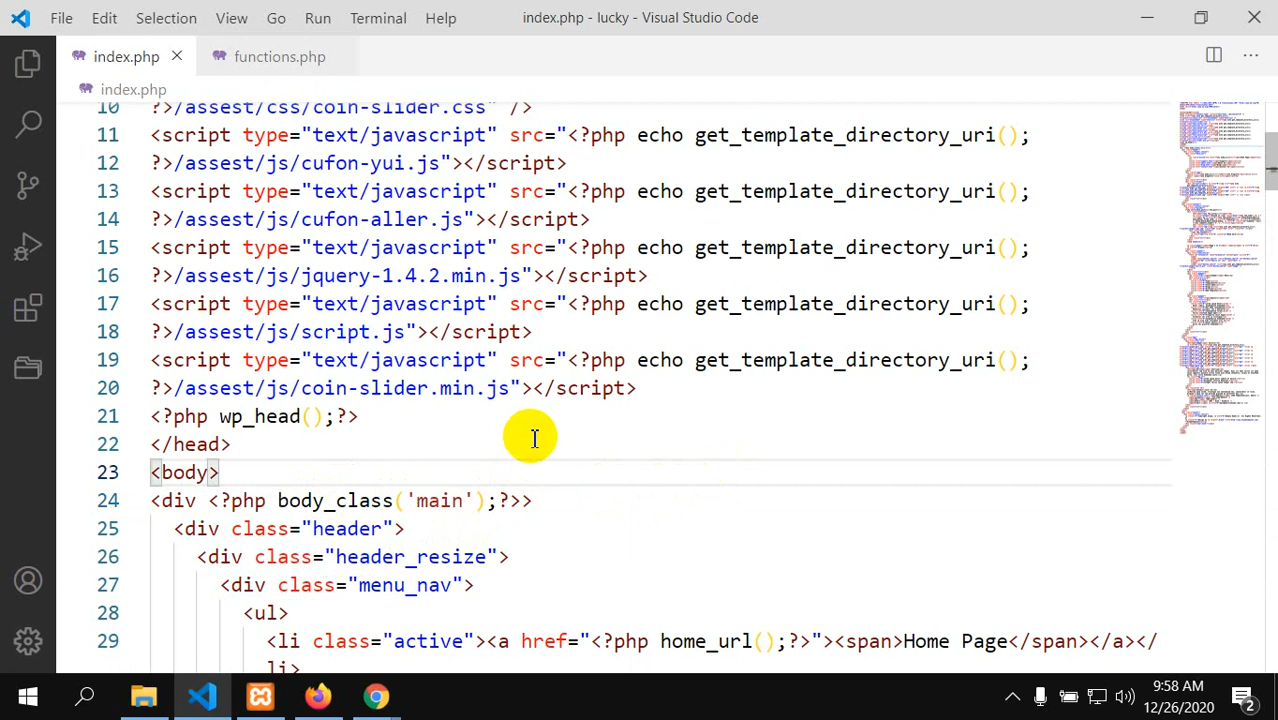 File Edit Selection View Go Run Terminal Help index.php - lucky - Visual Studio Code
index.php functions.php
index.php
10 ?>/assest/css/coin-slider.css" />
11 <script type="text/javascript" src="<?php echo get_template_directory_uri();
12 ?>/assest/js/cufon-yui.js"></script>
13 <script type="text/javascript" src="<?php echo get_template_directory_uri();
14 ?>/assest/js/cufon-aller.js"></script>
15 <script type="text/javascript" src="<?php echo get_template_directory_uri();
16 ?>/assest/js/jquery-1.4.2.min.js"></script>
17 <script type="text/javascript" src="<?php echo get_template_directory_uri();
18 ?>/assest/js/script.js"></script>
19 <script type="text/javascript" src="<?php echo get_template_directory_uri();
20 ?>/assest/js/coin-slider.min.js"></script>
21 <?php wp_head();?>
22 </head>
23 <body>
24 <div <?php body_class('main');?>>
25 <div class="header">
26 <div class="header_resize">
27 <div class="menu_nav">
28 <ul>
29 <li class="active"><a href="<?php home_url();?>"><span>Home Page</span></a></
li>
9:58 AM
12/26/2020
2